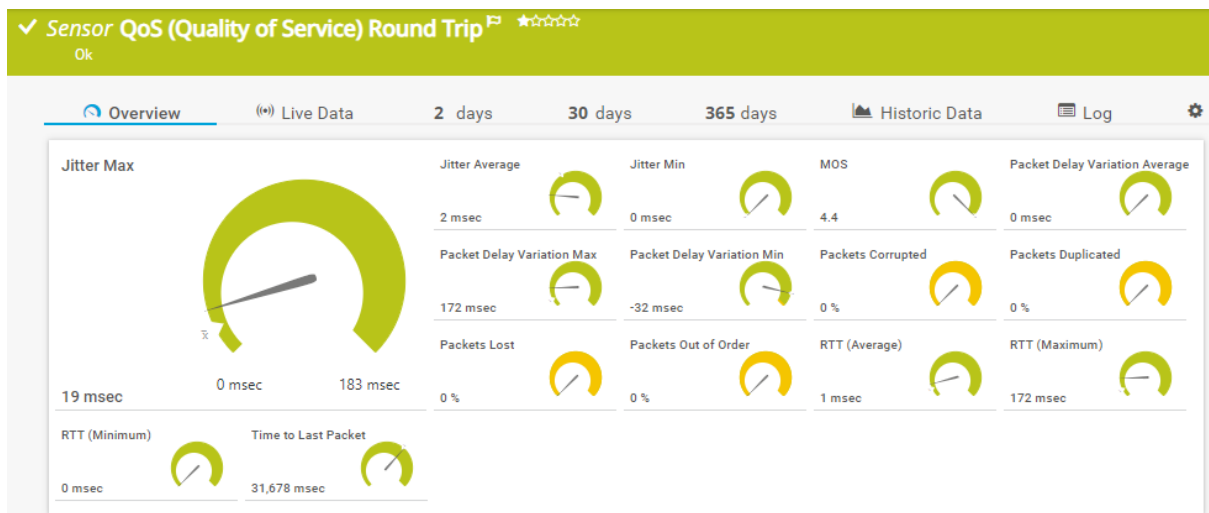 Sensor QoS (Quality of Service) Round Trip
Ok
Overview
Live Data
2 days
30 days
365 days
Historic Data
Log
Jitter Max
x̄
0 msec
183 msec
19 msec
Jitter Average
2 msec
Jitter Min
0 msec
MOS
4.4
Packet Delay Variation Average
0 msec
Packet Delay Variation Max
172 msec
Packet Delay Variation Min
-32 msec
Packets Corrupted
0 %
Packets Duplicated
0 %
Packets Lost
0 %
Packets Out of Order
0 %
RTT (Average)
1 msec
RTT (Maximum)
172 msec
RTT (Minimum)
0 msec
Time to Last Packet
31,678 msec